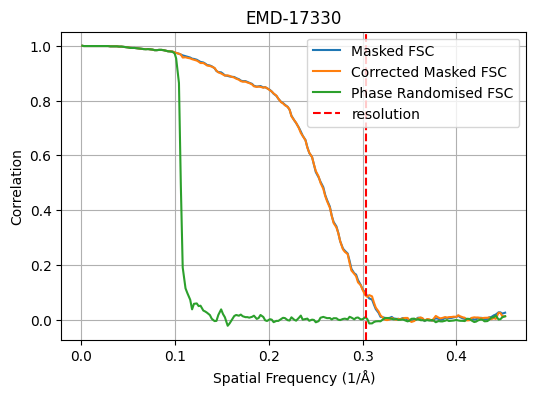 EMD-17330
1.0
0.8
0.6
0.4
0.2
0.0
Correlation
Masked FSC
Corrected Masked FSC
Phase Randomised FSC
resolution
0.0 0.1 0.2 0.3 0.4
Spatial Frequency (1/Å)